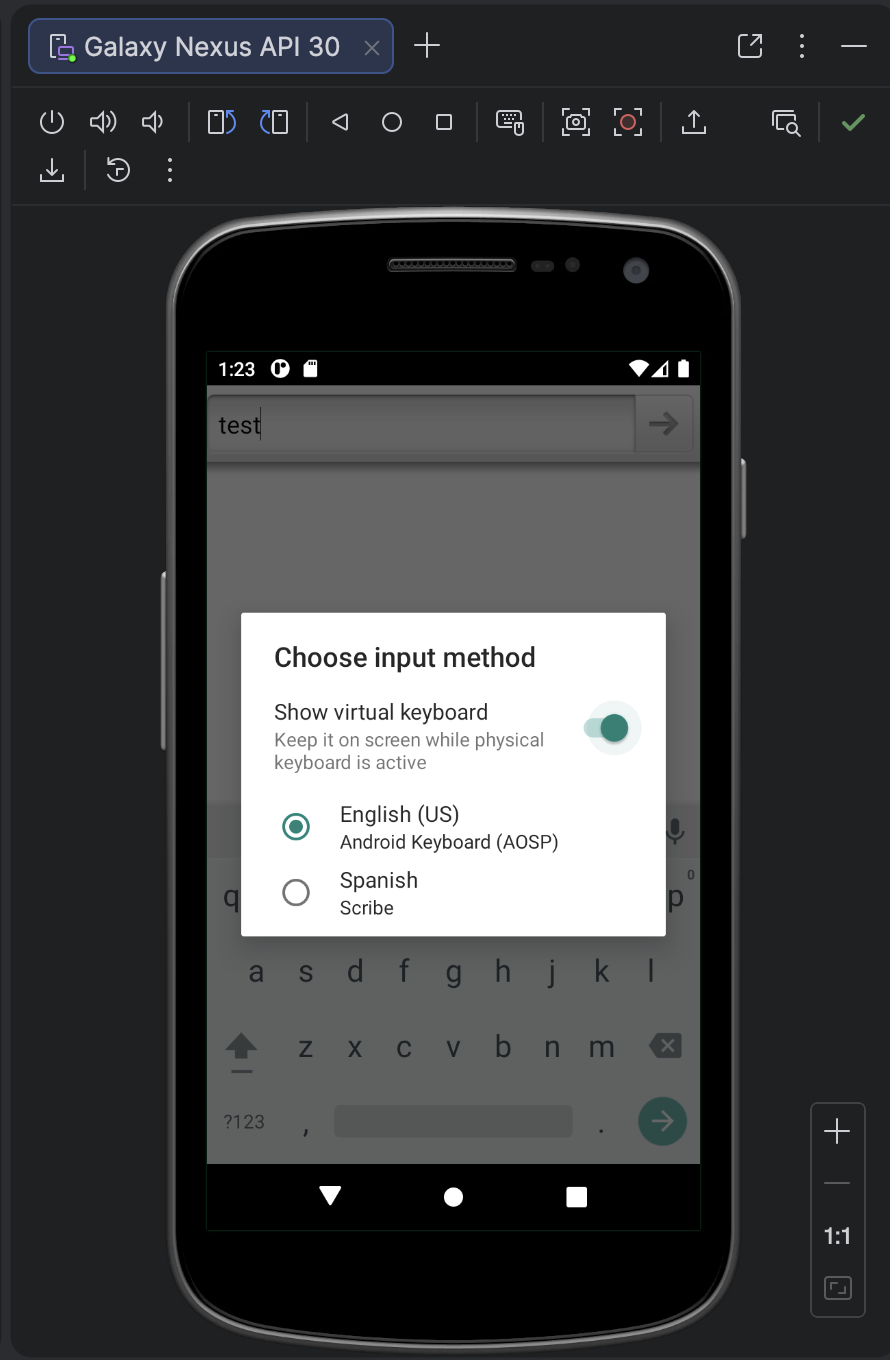 Galaxy Nexus API 30
1:23
test
Choose input method
Show virtual keyboard
Keep it on screen while physical
keyboard is active
English (US)
Android Keyboard (AOSP)
Spanish
Scribe
q p 0
a s d f g h j k l
z x c v b n m
?123 , .
1:1